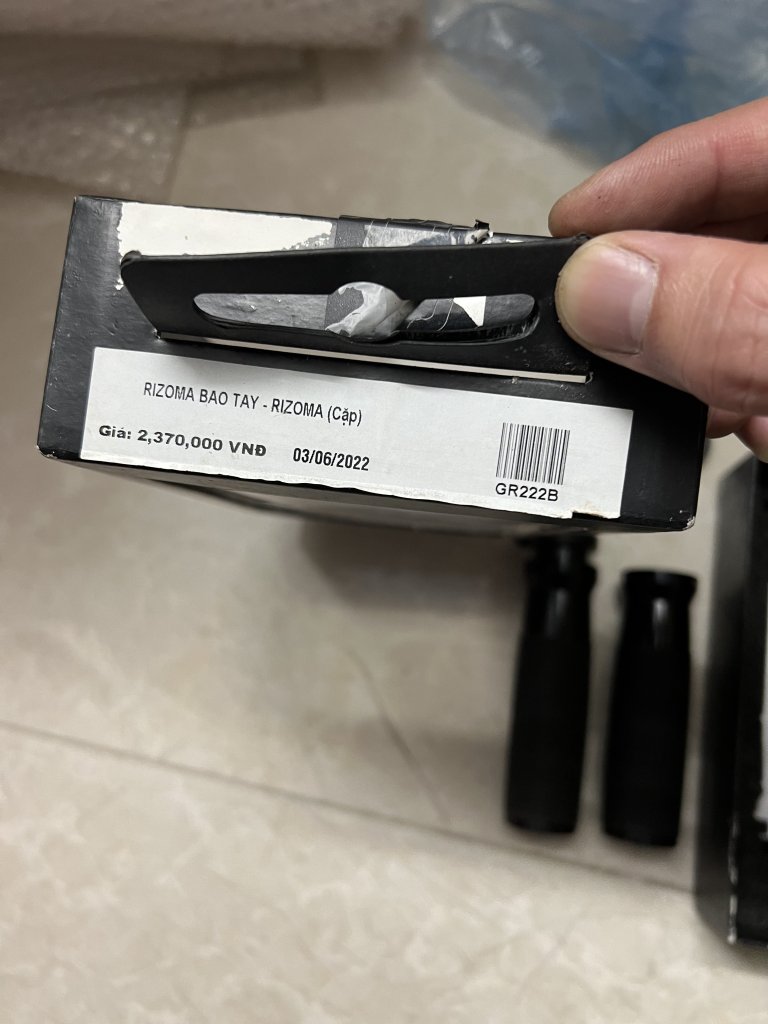 RIZOMA BAO TAY - RIZOMA (Cặp)
Giá: 2,370,000 VNĐ 03/06/2022
GR222B